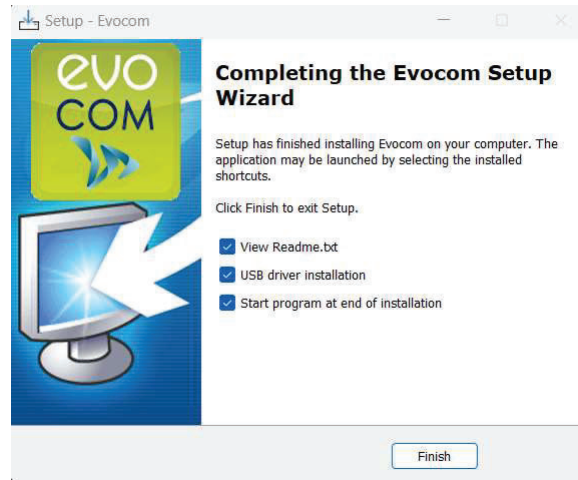 Setup - Evocom
evo
COM
Completing the Evocom Setup
Wizard
Setup has finished installing Evocom on your computer. The
application may be launched by selecting the installed
shortcuts.
Click Finish to exit Setup.
View Readme.txt
USB driver installation
Start program at end of installation
Finish